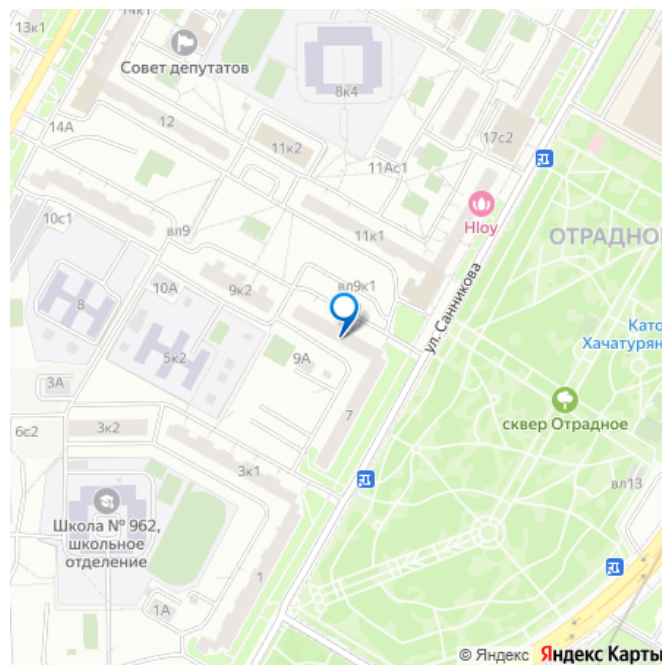 13к1
14к1
Совет депутатов
8к4
14А
12
11к2
17с2
11Ас1
Hloy
10с1
вл9
11к1
ОТРАДНО
10А
9к2
вл9к1
ул. Санникова
8
Като
Хачатурян
5к2
9А
3А
сквер Отрадное
7
6с2
3к2
3к1
вл13
Школа № 962,
школьное
отделение
1
1А
© Яндекс Яндекс Карты